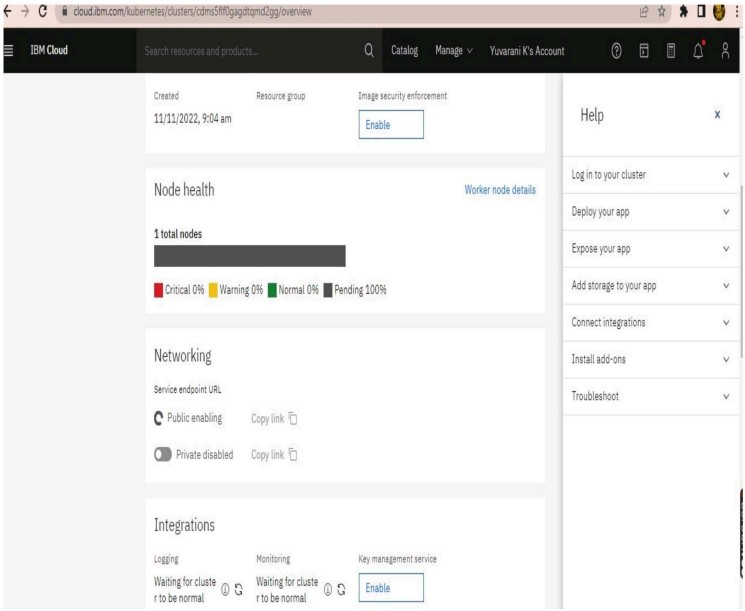 cloud.ibm.com/kubernetes/clusters/cdms5flf0gagdtqmd2gg/overview
IBM Cloud
Search resources and products...
Catalog
Manage
Yuvarani K's Account
Created
Resource group
Image security enforcement
11/11/2022, 9:04 am
Enable
Node health
Worker node details
1 total nodes
Critical 0% Warning 0% Normal 0% Pending 100%
Networking
Service endpoint URL
Public enabling
Copy link
Private disabled
Copy link
Integrations
Logging
Monitoring
Key management service
Waiting for cluste
r to be normal
Waiting for cluste
r to be normal
Enable
Help
x
Log in to your cluster
Deploy your app
Expose your app
Add storage to your app
Connect integrations
Install add-ons
Troubleshoot